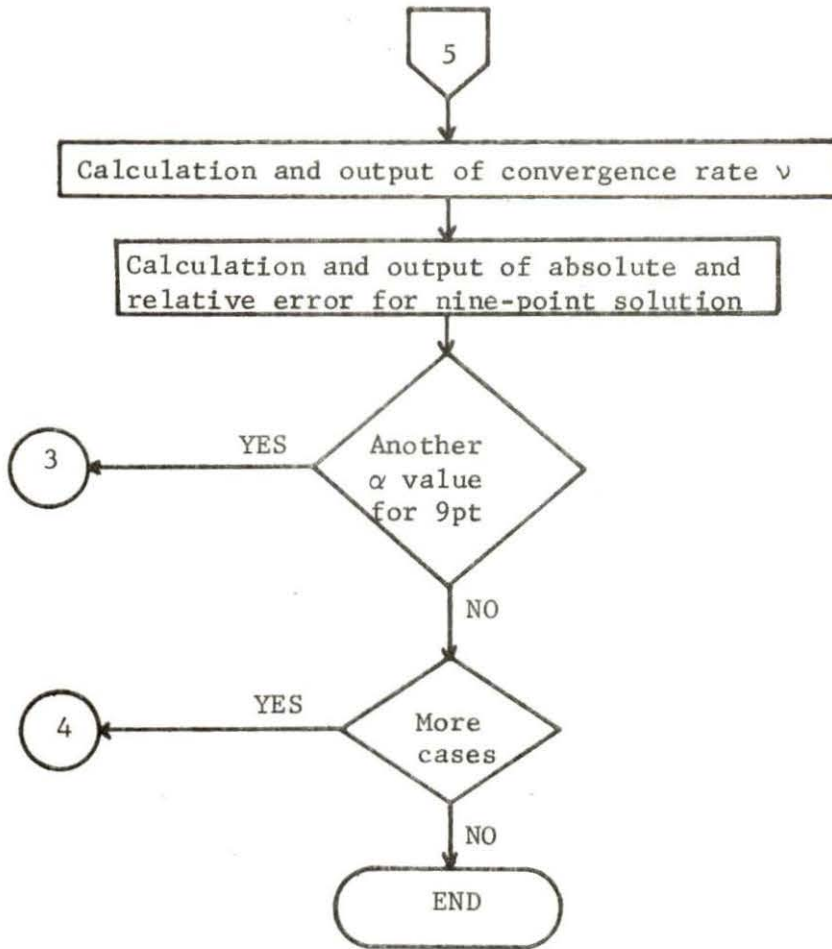 5
Calculation and output of convergence rate ν
Calculation and output of absolute and
relative error for nine-point solution
YES
3
Another
α value
for 9pt
NO
YES
4
More
cases
NO
END